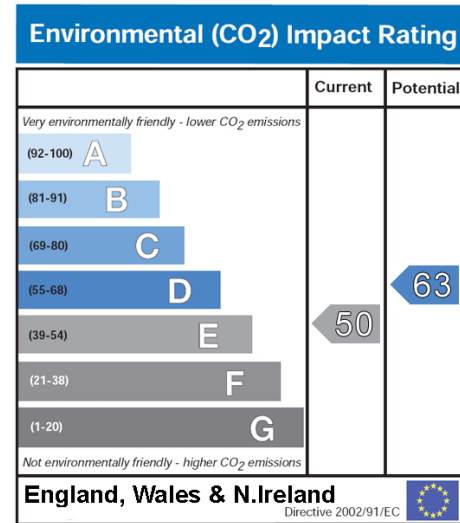 Environmental (CO₂) Impact Rating
Current Potential
Very environmentally friendly - lower CO₂ emissions
(92-100) A
(81-91) B
(69-80) C
(55-68) D
63
(39-54) E
50
(21-38) F
(1-20) G
Not environmentally friendly - higher CO₂ emissions
England, Wales & N.Ireland
Directive 2002/91/EC